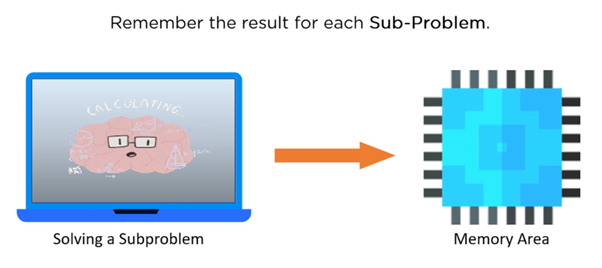 Remember the result for each Sub-Problem.
CALCULATING
Solving a Subproblem
Memory Area